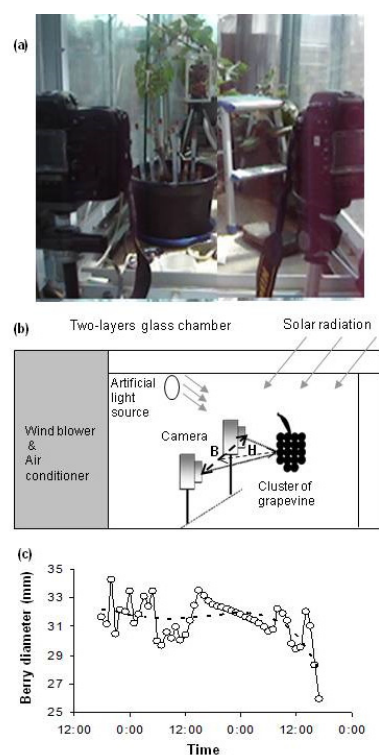 (a)
(b)
Two-layers glass chamber
Solar radiation
Artificial
light
source
Wind blower
&
Air
conditioner
Camera
B
H
Cluster of
grapevine
(c)
Berry diameter (mm)
35
33
31
29
27
25
12:00
0:00
12:00
0:00
12:00
0:00
Time